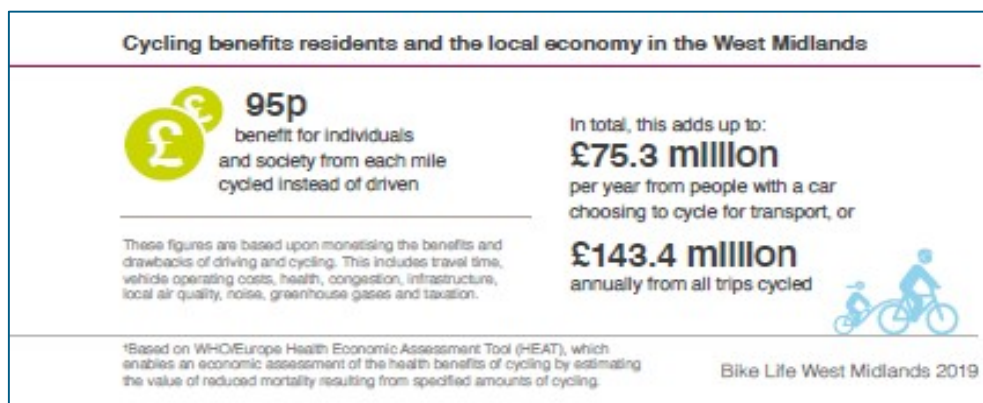 Cycling benefits residents and the local economy in the West Midlands
££
95p
benefit for individuals
and society from each mile
cycled instead of driven
These figures are based upon monetising the benefits and
drawbacks of driving and cycling. This includes travel time,
vehicle operating costs, health, congestion, infrastructure,
local air quality, noise, greenhouse gases and taxation.
In total, this adds up to:
£75.3 million
per year from people with a car
choosing to cycle for transport, or
£143.4 million
annually from all trips cycled
†Based on WHO/Europe Health Economic Assessment Tool (HEAT), which
enables an economic assessment of the health benefits of cycling by estimating
the value of reduced mortality resulting from specified amounts of cycling.
Bike Life West Midlands 2019